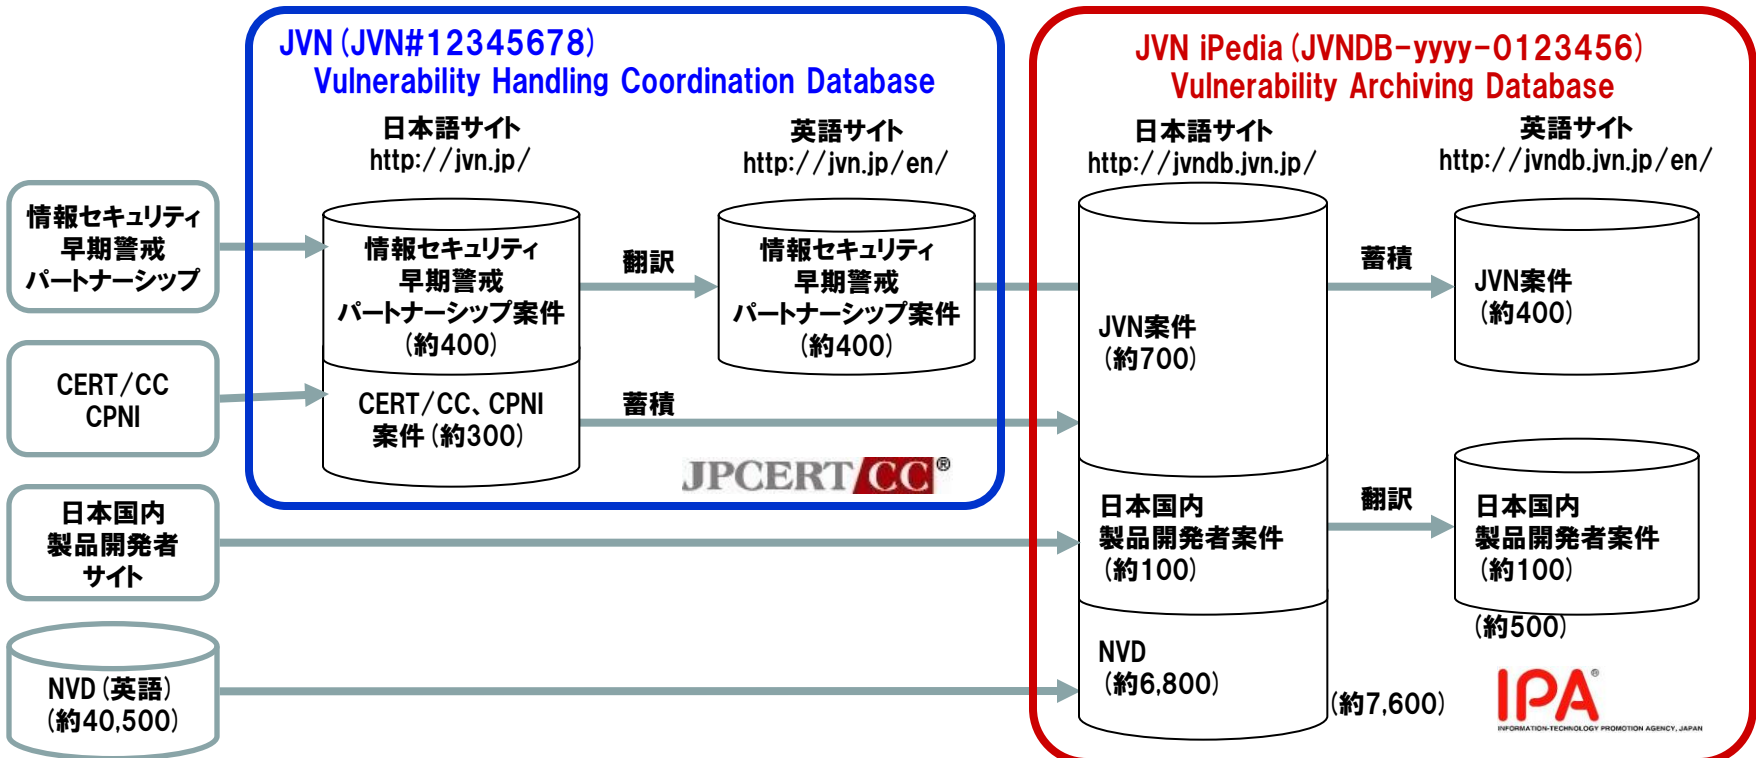 JVN(JVN#12345678)
Vulnerability Handling Coordination Database
日本語サイト
http://jvn.jp/
英語サイト
http://jvn.jp/en/
JVN iPedia(JVNDB-yyyy-0123456)
Vulnerability Archiving Database
日本語サイト
http://jvndb.jvn.jp/
英語サイト
http://jvndb.jvn.jp/en/
情報セキュリティ
早期警戒
パートナーシップ
情報セキュリティ
早期警戒
パートナーシップ案件
(約400)
翻訳
情報セキュリティ
早期警戒
パートナーシップ案件
(約400)
JVN案件
(約700)
蓄積
JVN案件
(約400)
CERT/CC
CPNI
CERT/CC、CPNI
案件(約300)
蓄積
JPCERT/CC®
日本国内
製品開発者
サイト
日本国内
製品開発者案件
(約100)
翻訳
日本国内
製品開発者案件
(約100)
(約500)
NVD(英語)
(約40,500)
NVD
(約6,800)
(約7,600)
IPA®
INFORMATION-TECHNOLOGY PROMOTION AGENCY, JAPAN